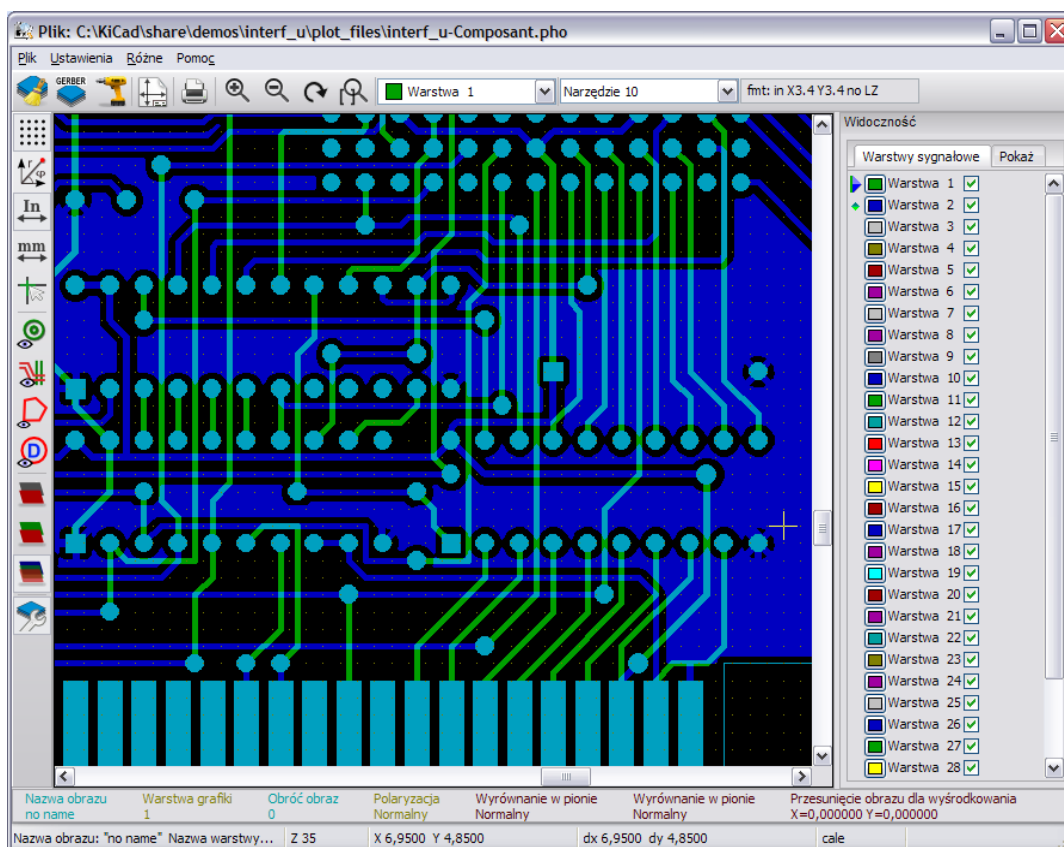 Plik: C:\KiCad\share\demos\interf_u\plot_files\interf_u-Composant.pho
Plik Ustawienia Różne Pomoc
GERBER
Warstwa 1
Narzędzie 10
fmt: in X3.4 Y3.4 no LZ
Widoczność
Warstwy sygnałowe Pokaż
r φ
In
mm
D
Warstwa 1
Warstwa 2
Warstwa 3
Warstwa 4
Warstwa 5
Warstwa 6
Warstwa 7
Warstwa 8
Warstwa 9
Warstwa 10
Warstwa 11
Warstwa 12
Warstwa 13
Warstwa 14
Warstwa 15
Warstwa 16
Warstwa 17
Warstwa 18
Warstwa 19
Warstwa 20
Warstwa 21
Warstwa 22
Warstwa 23
Warstwa 24
Warstwa 25
Warstwa 26
Warstwa 27
Warstwa 28
Nazwa obrazu Warstwa grafiki Obróć obraz Polaryzacja Wyrównanie w pionie Wyrównanie w pionie Przesunięcie obrazu dla wyśrodkowania
no name 1 0 Normalny Normalny Normalny X=0,000000 Y=0,000000
Nazwa obrazu: "no name" Nazwa warstwy... Z 35 X 6,9500 Y 4,8500 dx 6,9500 dy 4,8500 cale